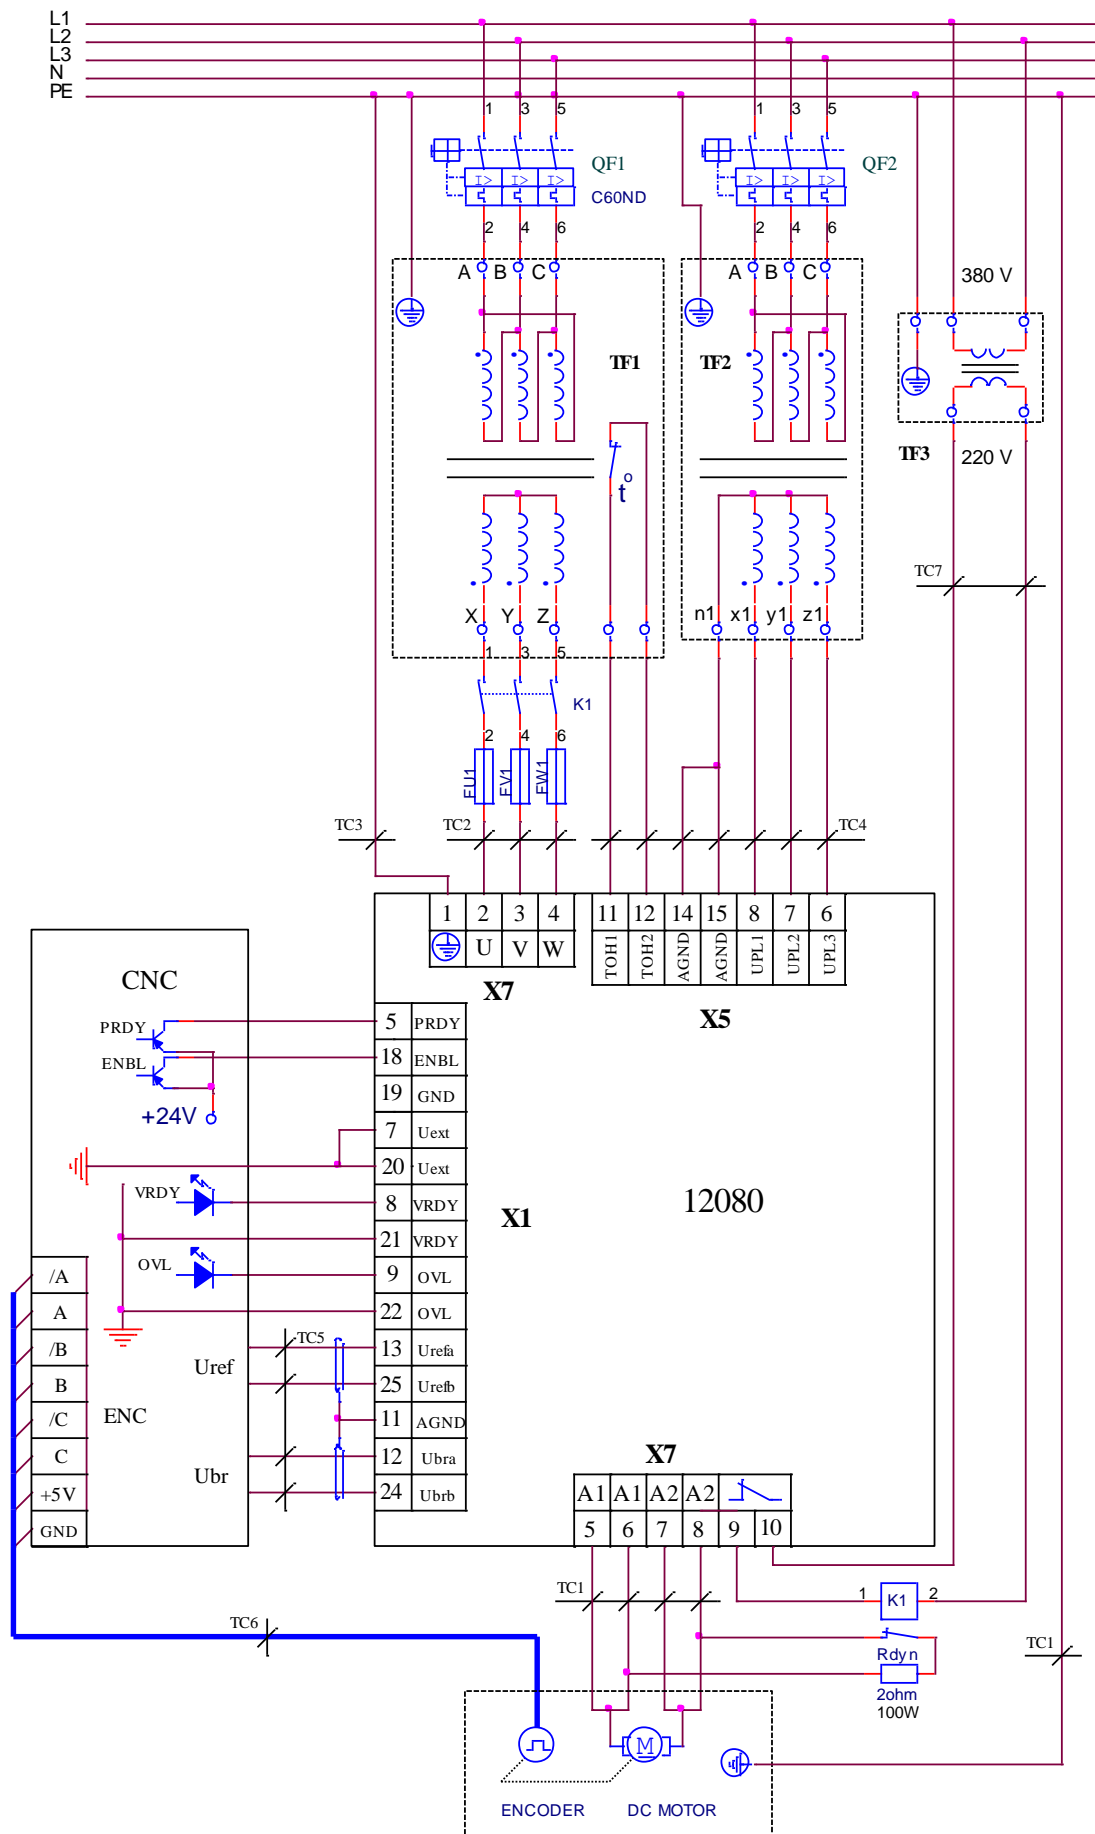 L1
L2
L3
N
PE
1 3 5 1 3 5
QF1 QF2
I> I> I> I> I> I>
C60ND
2 4 6 2 4 6
A B C A B C
380 V
TF1 TF2
TF3 220 V
t°
TC7
X Y Z n1 x1 y1 z1
1 3 5
K1
2 4 6
FU1 FV1 FW1
TC3 TC2 TC4
1 2 3 4 11 12 14 15 8 7 6
U V W TOH1 TOH2 AGND AGND UPL1 UPL2 UPL3
X7 X5
CNC
PRDY 5 PRDY
ENBL 18 ENBL
19 GND
+24V 7 Uext
20 Uext
VRDY 8 VRDY
X1 12080
21 VRDY
OVL 9 OVL
/A
A 22 OVL
/B TC5 13 Urefa
Uref
B 25 Urefb
/C ENC 11 AGND
C 12 Ubra
Ubr
+5V 24 Ubrb
GND
X7
A1 A1 A2 A2
5 6 7 8 9 10
TC1 1 K1 2
TC6 TC1
Rdyn
2ohm
100W
M
ENCODER DC MOTOR